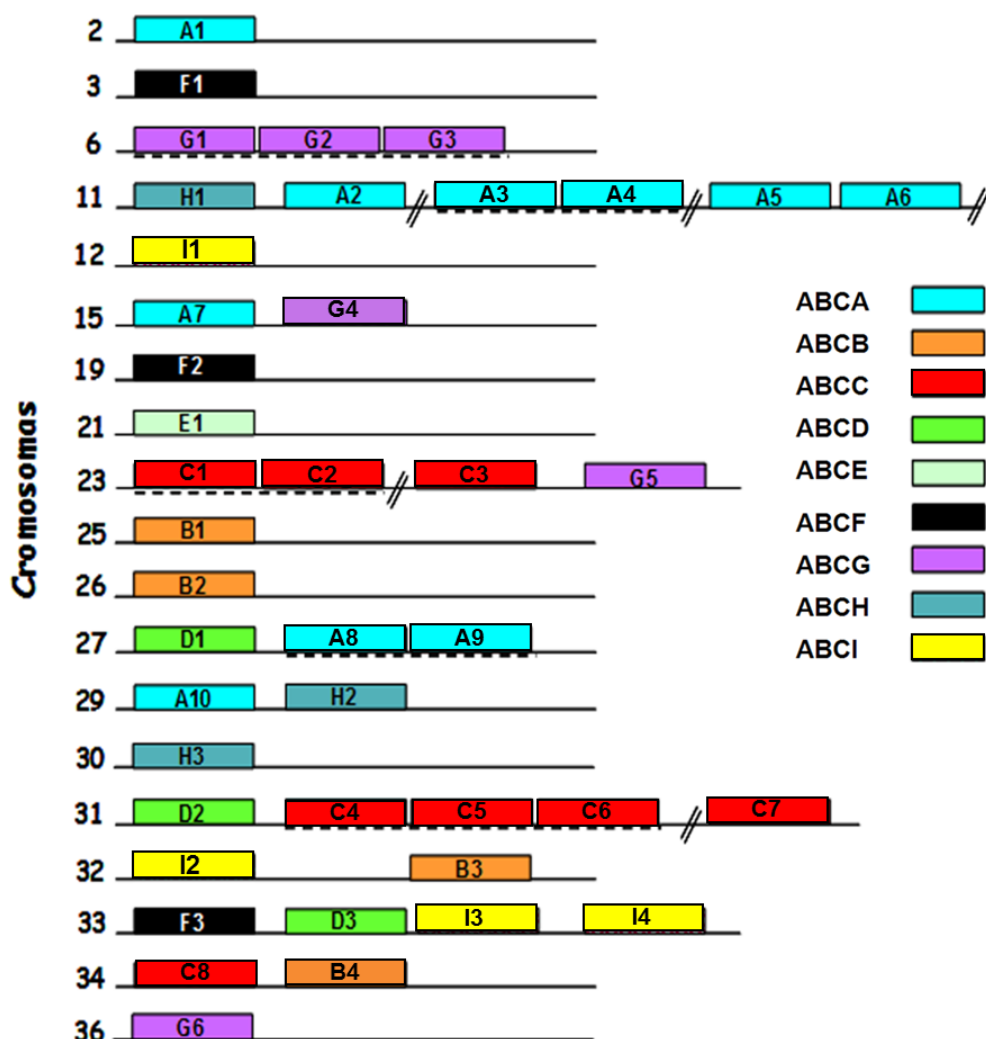 2 A1
3 F1
6 G1 G2 G3
11 H1 A2 A3 A4 A5 A6
12 I1
15 A7 G4
19 F2
21 E1
23 C1 C2 C3 G5
25 B1
26 B2
27 D1 A8 A9
29 A10 H2
30 H3
31 D2 C4 C5 C6 C7
32 I2 B3
33 F3 D3 I3 I4
34 C8 B4
36 G6
Cromosomas
ABCA
ABCB
ABCC
ABCD
ABCE
ABCF
ABCG
ABCH
ABCI